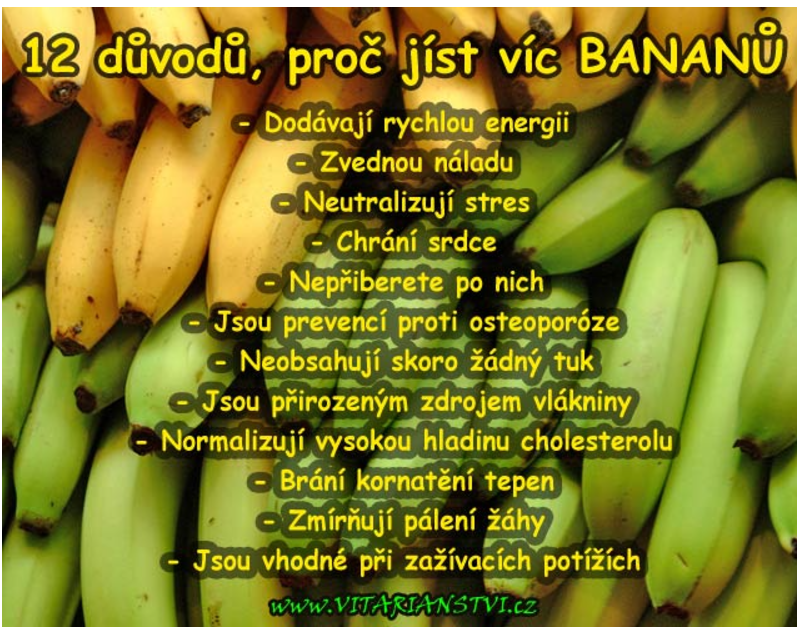 12 důvodů, proč jíst víc BANANŮ
- Dodávají rychlou energii
- Zvednou náladu
- Neutralizují stres
- Chrání srdce
- Nepřiberete po nich
- Jsou prevencí proti osteoporóze
- Neobsahují skoro žádný tuk
- Jsou přirozeným zdrojem vlákniny
- Normalizují vysokou hladinu cholesterolu
- Brání kornatění tepen
- Zmírňují pálení žáhy
- Jsou vhodné při zažívacích potížích
www.VITARIANSTVI.cz